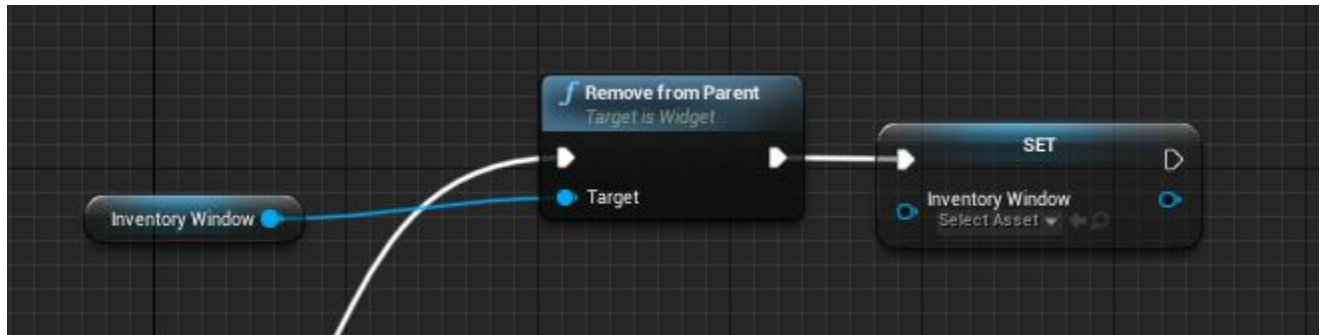 Remove from Parent
Target is Widget
SET
Inventory Window
Target
Inventory Window
Select Asset